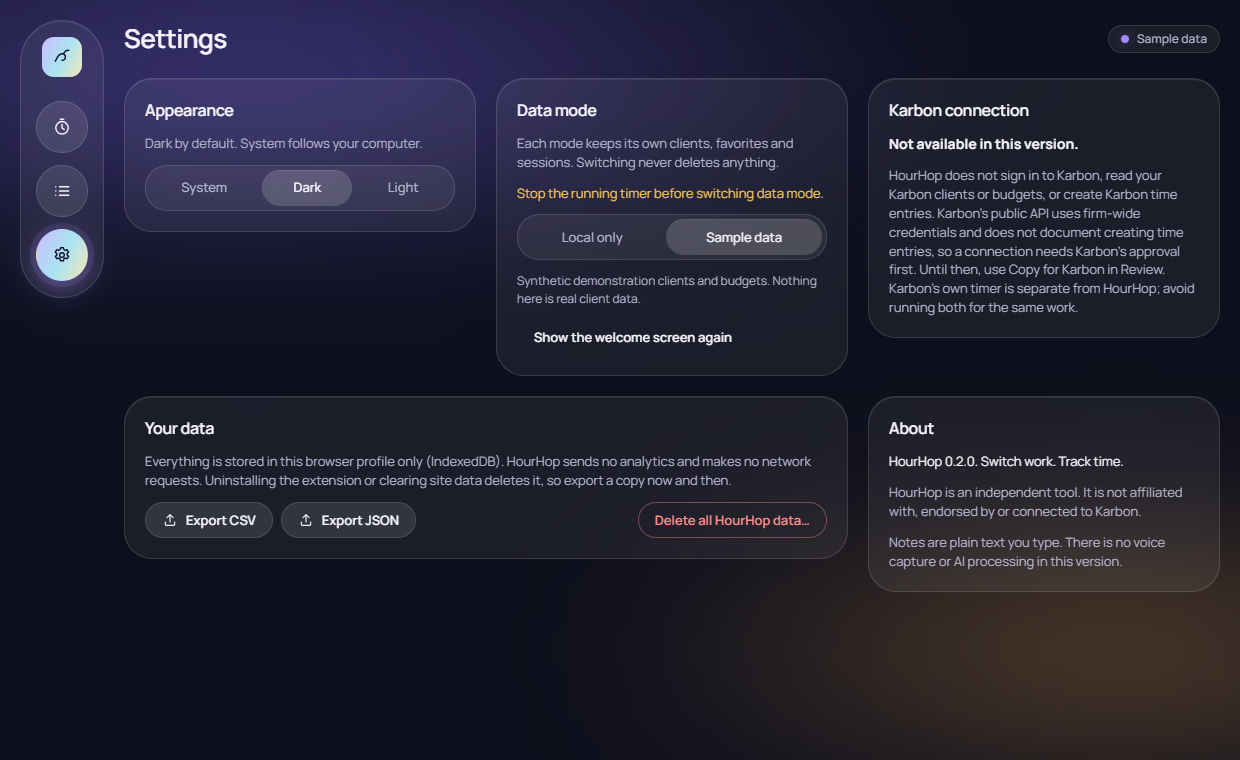 Settings
Sample data
Appearance
Dark by default. System follows your computer.
System
Dark
Light
Data mode
Each mode keeps its own clients, favorites and
sessions. Switching never deletes anything.
Stop the running timer before switching data mode.
Local only
Sample data
Synthetic demonstration clients and budgets. Nothing
here is real client data.
Show the welcome screen again
Karbon connection
Not available in this version.
HourHop does not sign in to Karbon, read your
Karbon clients or budgets, or create Karbon time
entries. Karbon's public API uses firm-wide
credentials and does not document creating time
entries, so a connection needs Karbon's approval
first. Until then, use Copy for Karbon in Review.
Karbon's own timer is separate from HourHop; avoid
running both for the same work.
Your data
Everything is stored in this browser profile only (IndexedDB). HourHop sends no analytics and makes no network
requests. Uninstalling the extension or clearing site data deletes it, so export a copy now and then.
Export CSV
Export JSON
Delete all HourHop data…
About
HourHop 0.2.0. Switch work. Track time.
HourHop is an independent tool. It is not affiliated
with, endorsed by or connected to Karbon.
Notes are plain text you type. There is no voice
capture or AI processing in this version.